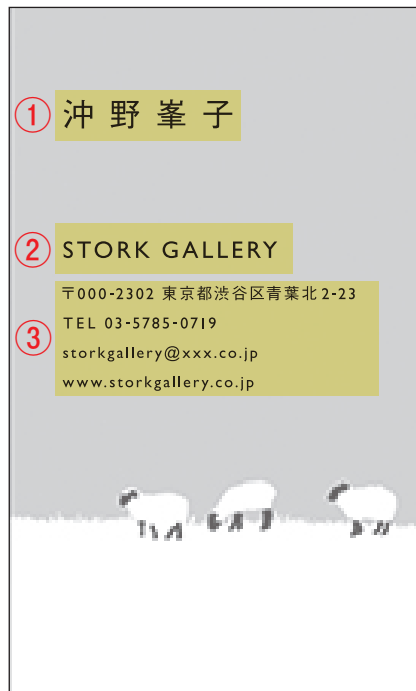 ① 沖野峯子
② STORK GALLERY
③
〒000-2302 東京都渋谷区青葉北2-23
TEL 03-5785-0719
storkgallery@xxx.co.jp
www.storkgallery.co.jp